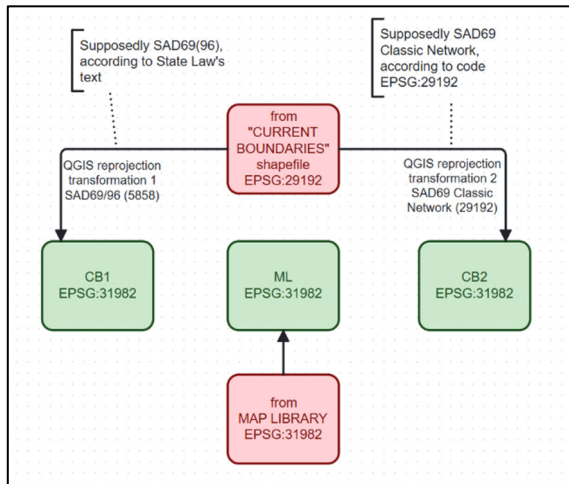 Supposedly SAD69(96),
according to State Law's
text
Supposedly SAD69
Classic Network,
according to code
EPSG:29192
from
"CURRENT
BOUNDARIES"
shapefile
EPSG:29192
QGIS reprojection
transformation 1
SAD69/96 (5858)
QGIS reprojection
transformation 2
SAD69 Classic
Network (29192)
CB1
EPSG:31982
ML
EPSG:31982
CB2
EPSG:31982
from
MAP LIBRARY
EPSG:31982